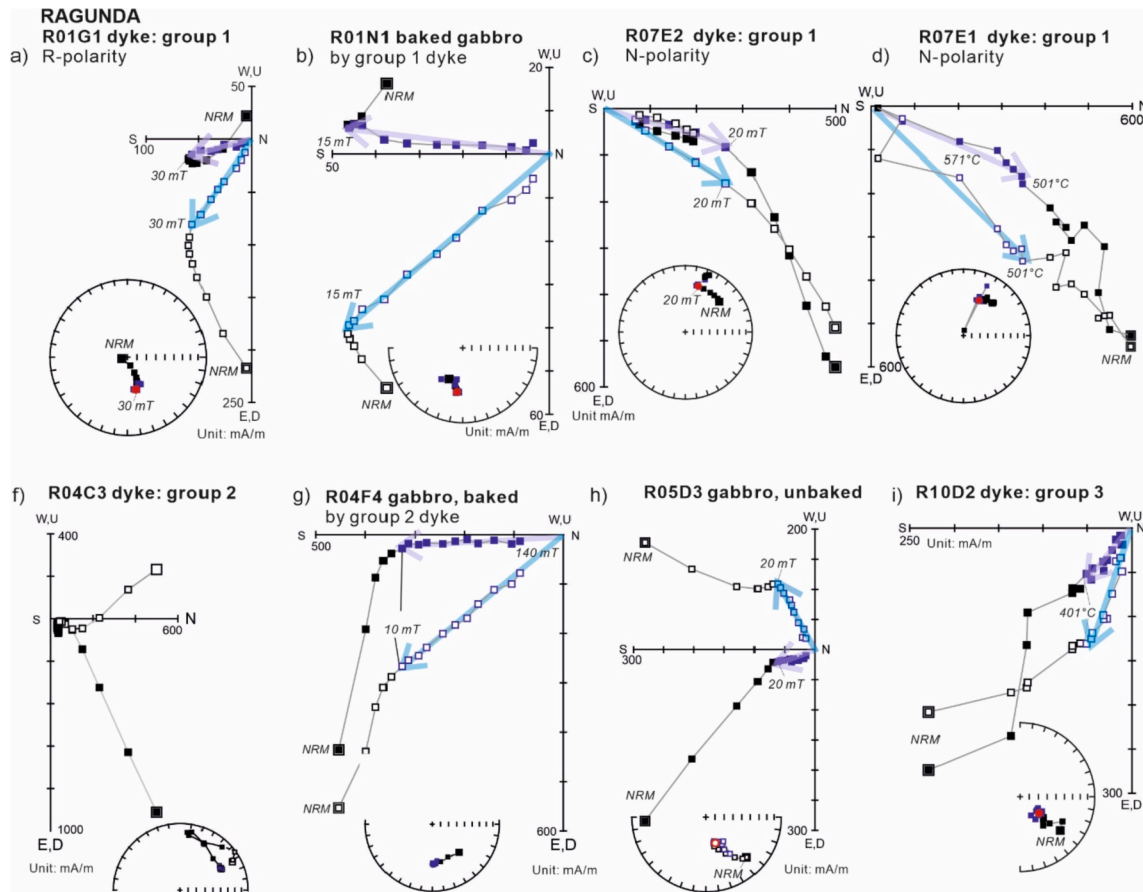 RAGUNDA
a) R01G1 dyke: group 1
R-polarity
W,U
50
NRM
S
100
N
30 mT
30 mT
NRM
NRM
30 mT
250
E,D
Unit: mA/m
b) R01N1 baked gabbro
by group 1 dyke
W,U
20
NRM
15 mT
S
50
N
15 mT
NRM
NRM
60
E,D
Unit: mA/m
c) R07E2 dyke: group 1
N-polarity
W,U
S
N
500
20 mT
20 mT
20 mT
NRM
NRM
600
E,D
Unit mA/m
d) R07E1 dyke: group 1
N-polarity
W,U
S
N
600
571°C
501°C
501°C
NRM
600
E,D
Unit: mA/m
f) R04C3 dyke: group 2
W,U
400
S
N
600
1000
E,D
Unit: mA/m
g) R04F4 gabbro, baked
by group 2 dyke
W,U
S
500
N
140 mT
10 mT
NRM
NRM
600
E,D
Unit: mA/m
h) R05D3 gabbro, unbaked
W,U
200
NRM
20 mT
S
300
N
20 mT
NRM
NRM
300
E,D
Unit: mA/m
i) R10D2 dyke: group 3
W,U
S
250
N
Unit: mA/m
401°C
NRM
NRM
300
E,D